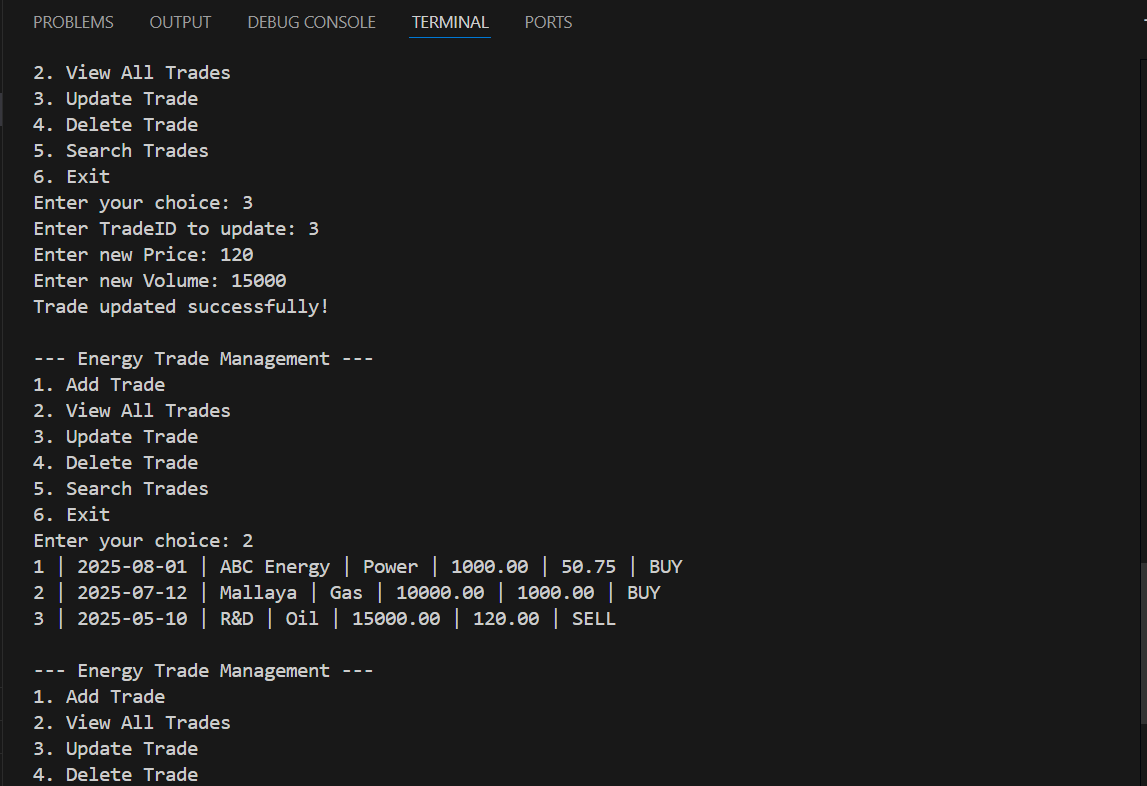 PROBLEMS OUTPUT DEBUG CONSOLE TERMINAL PORTS
2. View All Trades
3. Update Trade
4. Delete Trade
5. Search Trades
6. Exit
Enter your choice: 3
Enter TradeID to update: 3
Enter new Price: 120
Enter new Volume: 15000
Trade updated successfully!
--- Energy Trade Management ---
1. Add Trade
2. View All Trades
3. Update Trade
4. Delete Trade
5. Search Trades
6. Exit
Enter your choice: 2
1 | 2025-08-01 | ABC Energy | Power | 1000.00 | 50.75 | BUY
2 | 2025-07-12 | Mallaya | Gas | 10000.00 | 1000.00 | BUY
3 | 2025-05-10 | R&D | Oil | 15000.00 | 120.00 | SELL
--- Energy Trade Management ---
1. Add Trade
2. View All Trades
3. Update Trade
4. Delete Trade